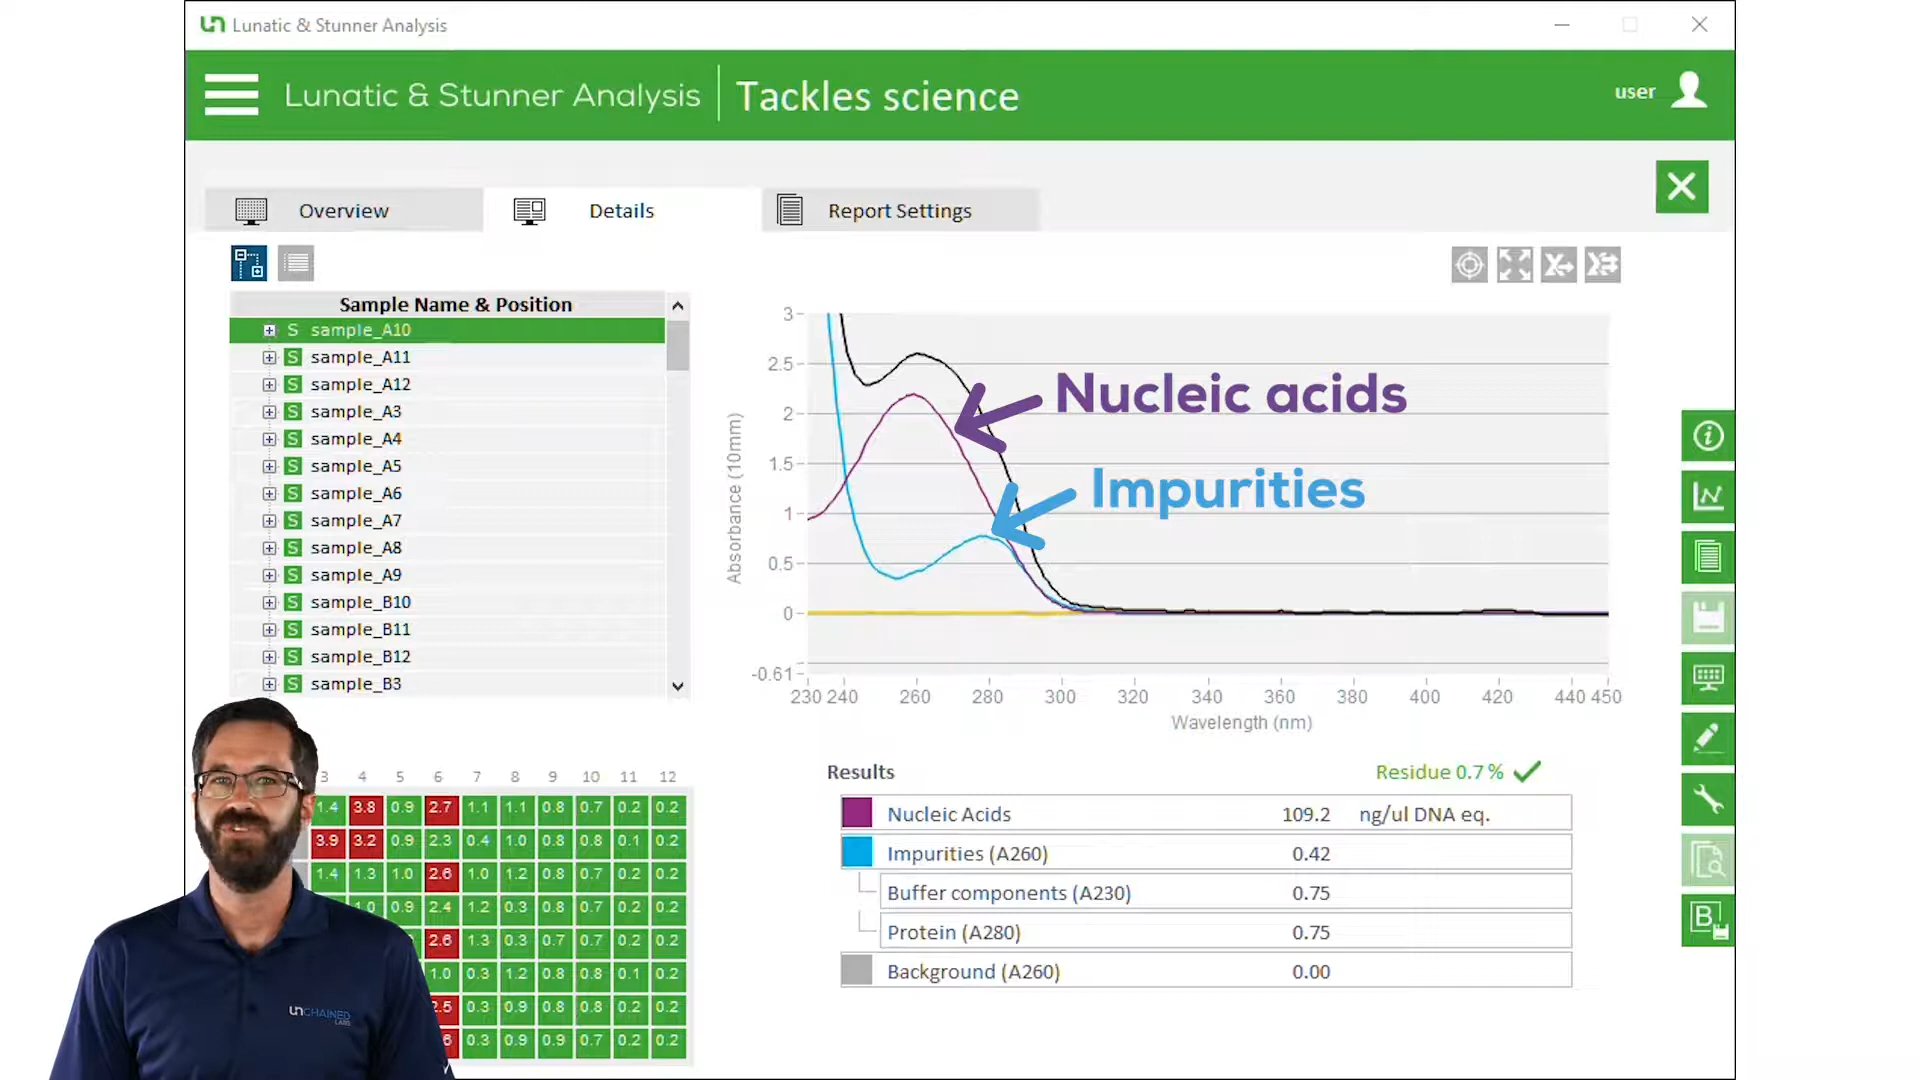 Lunatic & Stunner Analysis
Lunatic & Stunner Analysis
Tackles science
user
Overview
Details
Report Settings
Sample Name & Position
S sample_A10
S sample_A11
S sample_A12
S sample_A3
S sample_A4
S sample_A5
S sample_A6
S sample_A7
S sample_A8
S sample_A9
S sample_B10
S sample_B11
S sample_B12
S sample_B3
Absorbance (10mm)
3
2.5
2
1.5
1
0.5
0
-0.61
Nucleic acids
Impurities
230 240 260 280 300 320 340 360 380 400 420 440 450
Wavelength (nm)
3 4 5 6 7 8 9 10 11 12
1.4 3.8 0.9 2.7 1.1 1.1 0.8 0.7 0.2 0.2
3.9 3.2 0.9 2.3 0.4 1.0 0.8 0.8 0.1 0.2
1.4 1.3 1.0 2.6 1.0 1.2 0.8 0.7 0.2 0.2
1.0 0.9 2.4 1.2 0.3 0.8 0.7 0.2 0.2
2.6 1.3 0.3 0.7 0.7 0.2 0.2
1.0 0.3 1.2 0.8 0.8 0.1 0.2
2.5 0.3 0.9 0.8 0.8 0.2 0.2
0.3 0.9 0.9 0.7 0.2 0.2
Results
Residue 0.7 %
Nucleic Acids 109.2 ng/ul DNA eq.
Impurities (A260) 0.42
Buffer components (A230) 0.75
Protein (A280) 0.75
Background (A260) 0.00
B
UNCHAINED
LABS